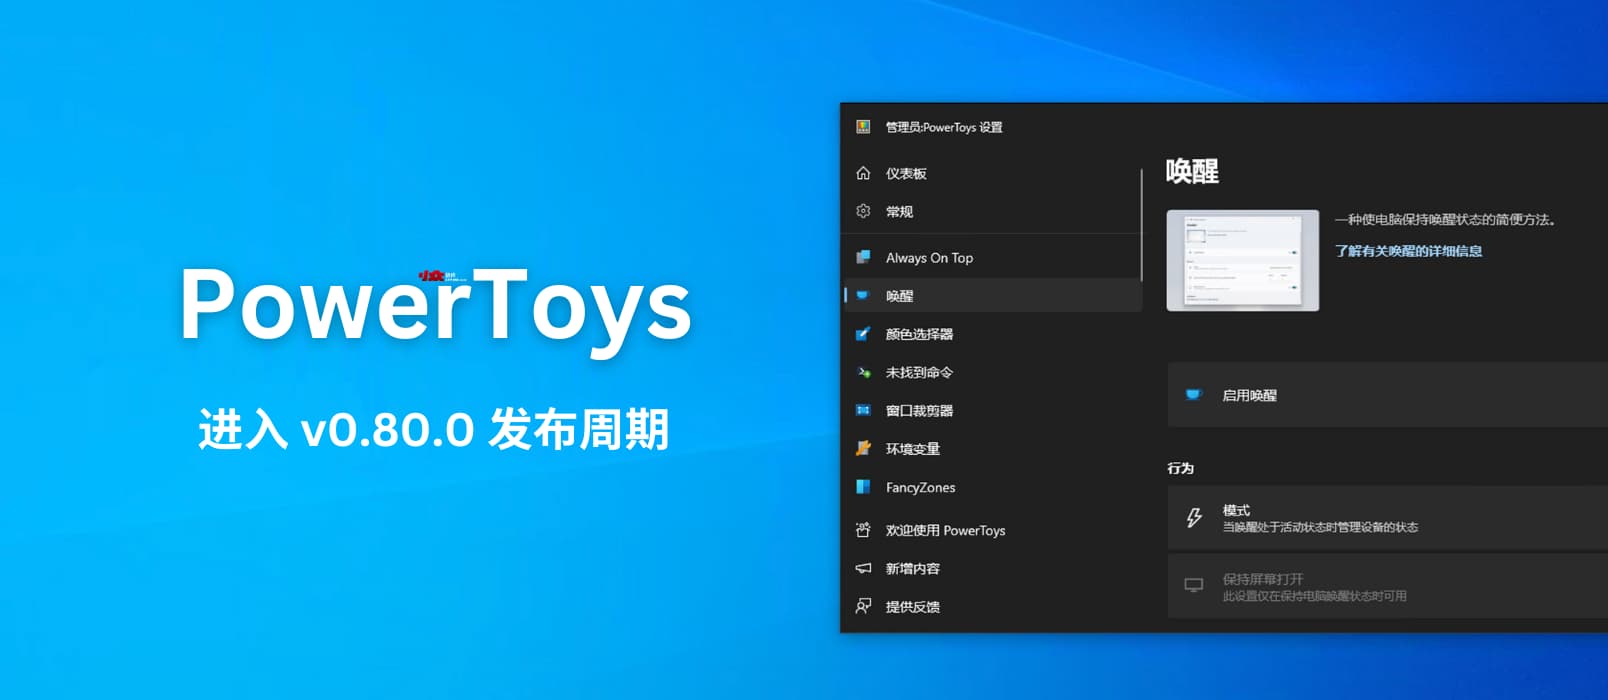 PowerToys
进入 v0.80.0 发布周期
管理员:PowerToys 设置
仪表板
常规
Always On Top
唤醒
颜色选择器
未找到命令
窗口裁剪器
环境变量
FancyZones
欢迎使用 PowerToys
新增内容
提供反馈
唤醒
一种使电脑保持唤醒状态的简便方法。
了解有关唤醒的详细信息
启用唤醒
行为
模式
当唤醒处于活动状态时管理设备的状态
保持屏幕打开
此设置仅在保持电脑唤醒状态时可用